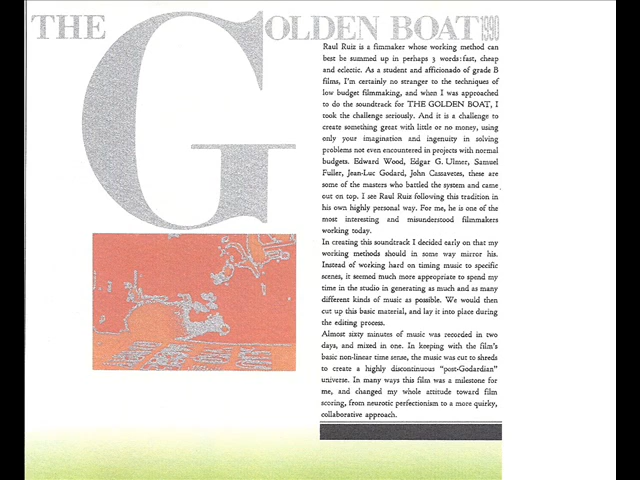 THE GOLDEN BOAT 1990
Raul Ruiz is a fimmaker whose working method can
best be summed up in perhaps 3 words: fast, cheap
and eclectic. As a student and afficionado of grade B
films, I'm certainly no stranger to the techniques of
low budget filmmaking, and when I was approached
to do the soundtrack for THE GOLDEN BOAT, I
took the challenge seriously. And it is a challenge to
create something great with little or no money, using
only your imagination and ingenuity in solving
problems not even encountered in projects with normal
budgets. Edward Wood, Edgar G. Ulmer, Samuel
Fuller, Jean-Luc Godard, John Cassavetes, these are
some of the masters who battled the system and came
out on top. I see Raul Ruiz following this tradition in
his own highly personal way. For me, he is one of the
most interesting and misunderstood filmmakers
working today.
In creating this soundtrack I decided early on that my
working methods should in some way mirror his.
Instead of working hard on timing music to specific
scenes, it seemed much more appropriate to spend my
time in the studio in generating as much and as many
different kinds of music as possible. We would then
cut up this basic material, and lay it into place during
the editing process.
Almost sixty minutes of music was recorded in two
days, and mixed in one. In keeping with the film's
basic non-linear time sense, the music was cut to shreds
to create a highly discontinuous "post-Godardian"
universe. In many ways this film was a milestone for
me, and changed my whole attitude toward film
scoring, from neurotic perfectionism to a more quirky,
collaborative approach.